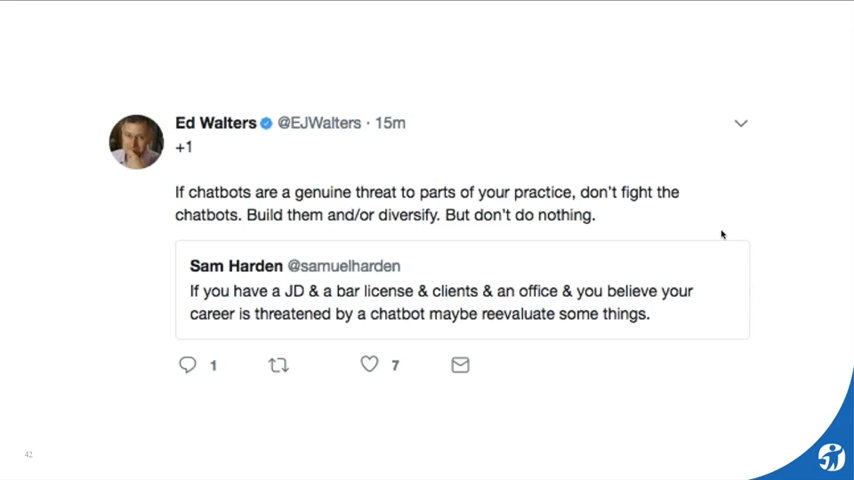 Ed Walters @EJWalters · 15m
+1
If chatbots are a genuine threat to parts of your practice, don't fight the
chatbots. Build them and/or diversify. But don't do nothing.
Sam Harden @samuelharden
If you have a JD & a bar license & clients & an office & you believe your
career is threatened by a chatbot maybe reevaluate some things.
1 7
42